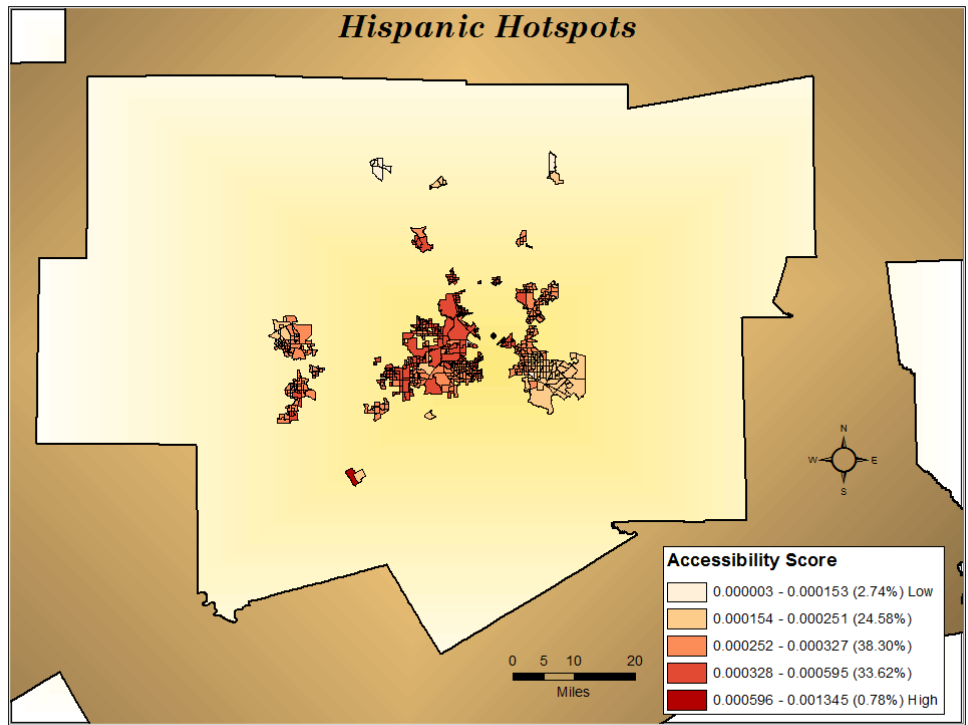 Hispanic Hotspots
N
W E
S
Accessibility Score
0.000003 - 0.000153 (2.74%) Low
0.000154 - 0.000251 (24.58%)
0.000252 - 0.000327 (38.30%)
0.000328 - 0.000595 (33.62%)
0.000596 - 0.001345 (0.78%) High
0 5 10 20
Miles